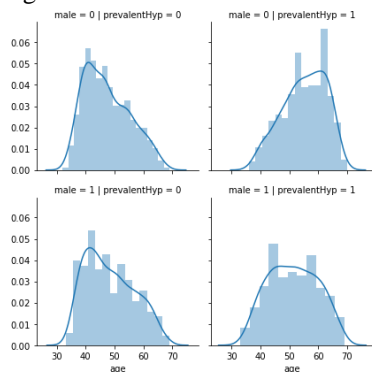 male = 0 | prevalentHyp = 0
male = 0 | prevalentHyp = 1
0.06
0.05
0.04
0.03
0.02
0.01
0.00
male = 1 | prevalentHyp = 0
male = 1 | prevalentHyp = 1
0.06
0.05
0.04
0.03
0.02
0.01
0.00
30 40 50 60 70
30 40 50 60 70
age
age